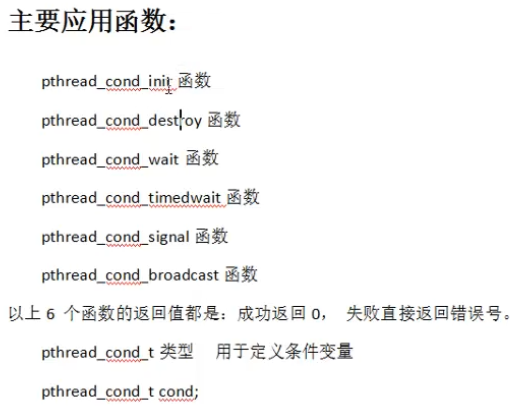 主要应用函数：
pthread_cond_init 函数
pthread_cond_destroy 函数
pthread_cond_wait 函数
pthread_cond_timedwait 函数
pthread_cond_signal 函数
pthread_cond_broadcast 函数
以上 6 个函数的返回值都是：成功返回 0， 失败直接返回错误号。
pthread_cond_t 类型 用于定义条件变量
pthread_cond_t cond;